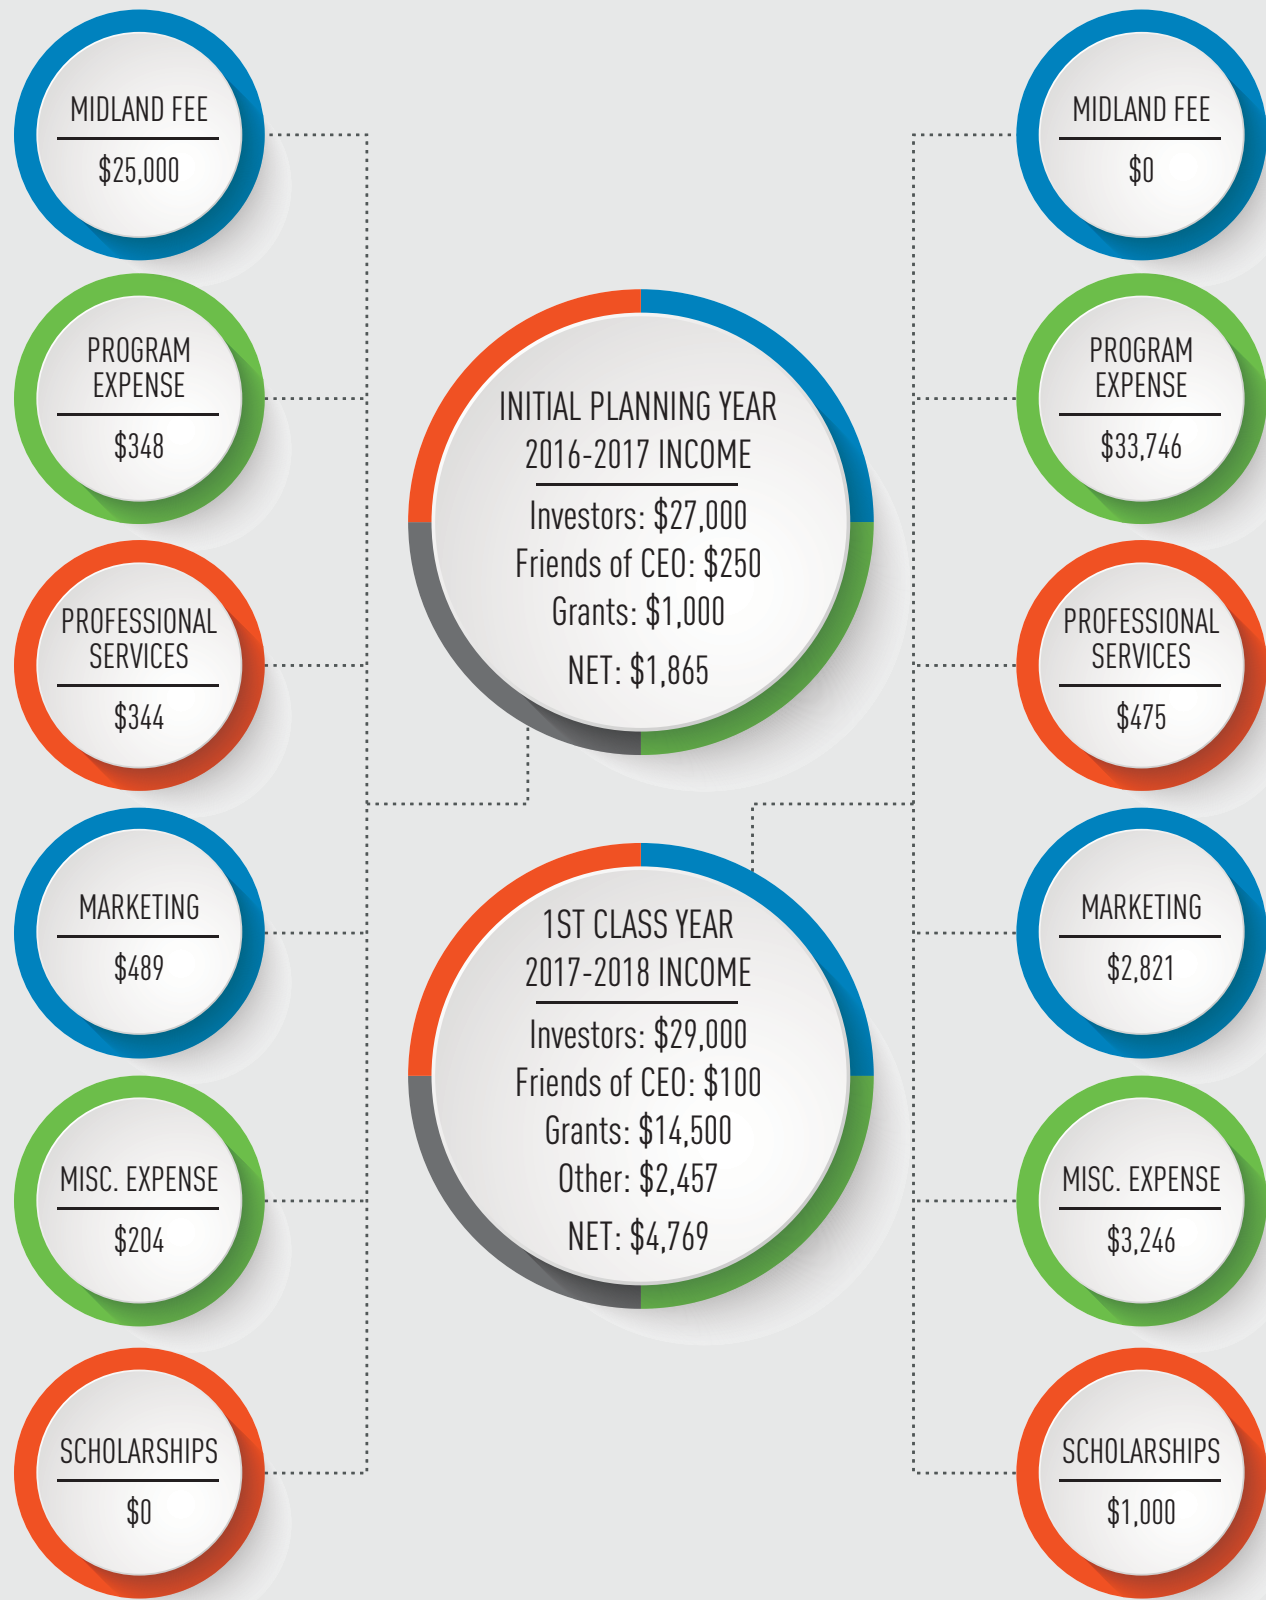 MIDLAND FEE
$25,000
PROGRAM
EXPENSE
$348
PROFESSIONAL
SERVICES
$344
MARKETING
$489
MISC. EXPENSE
$204
SCHOLARSHIPS
$0
INITIAL PLANNING YEAR
2016-2017 INCOME
Investors: $27,000
Friends of CEO: $250
Grants: $1,000
NET: $1,865
1ST CLASS YEAR
2017-2018 INCOME
Investors: $29,000
Friends of CEO: $100
Grants: $14,500
Other: $2,457
NET: $4,769
MIDLAND FEE
$0
PROGRAM
EXPENSE
$33,746
PROFESSIONAL
SERVICES
$475
MARKETING
$2,821
MISC. EXPENSE
$3,246
SCHOLARSHIPS
$1,000